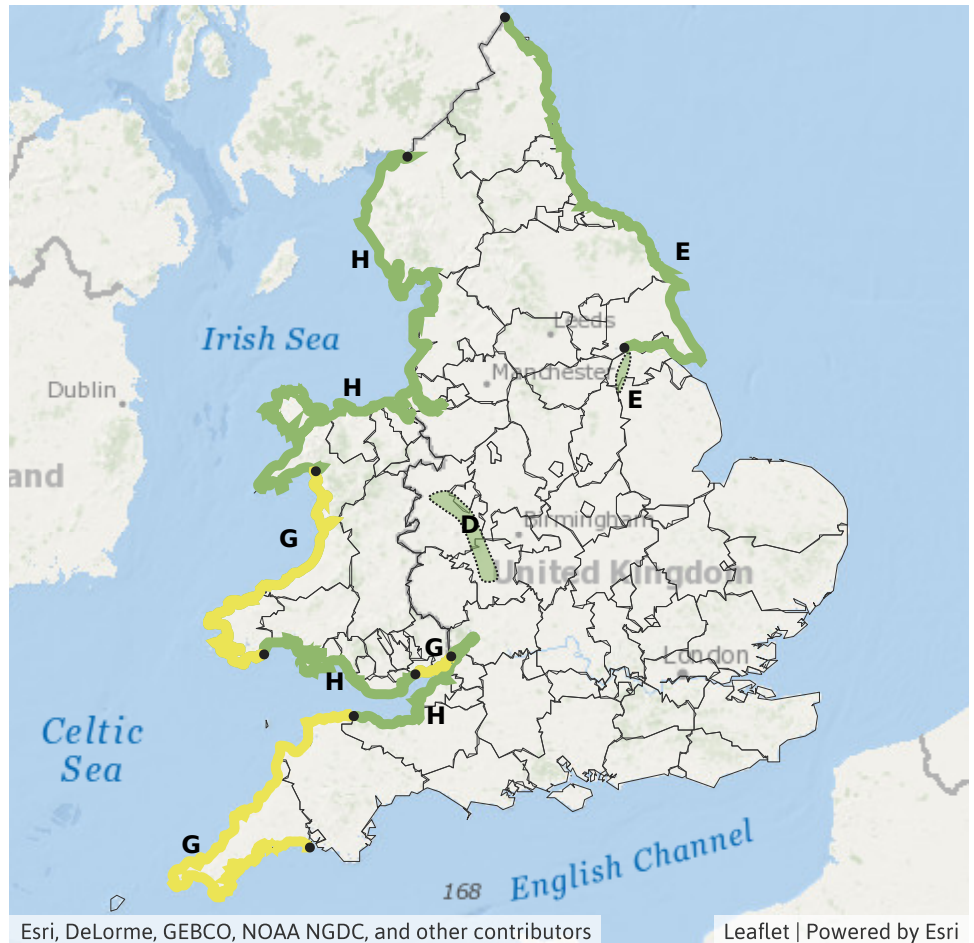 E
H
Leeds
Irish Sea
Manchester
H
Dublin
E
and
D
Birmingham
G
United Kingdom
G
London
H
H
Celtic
Sea
G
English Channel
168
Esri, DeLorme, GEBCO, NOAA NGDC, and other contributors
Leaflet | Powered by Esri